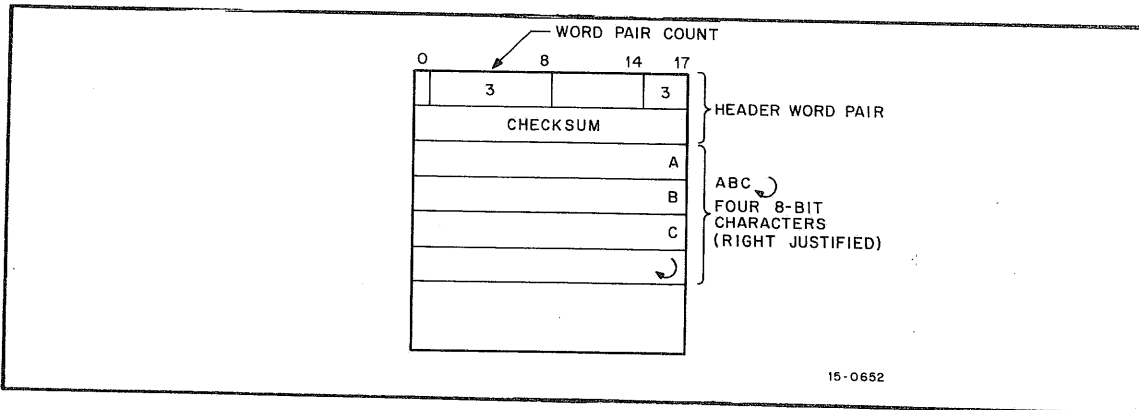 WORD PAIR COUNT
0 8 14 17
3 3
HEADER WORD PAIR
CHECKSUM
A
ABC
B
FOUR 8-BIT
CHARACTERS
C
(RIGHT JUSTIFIED)
15-0652